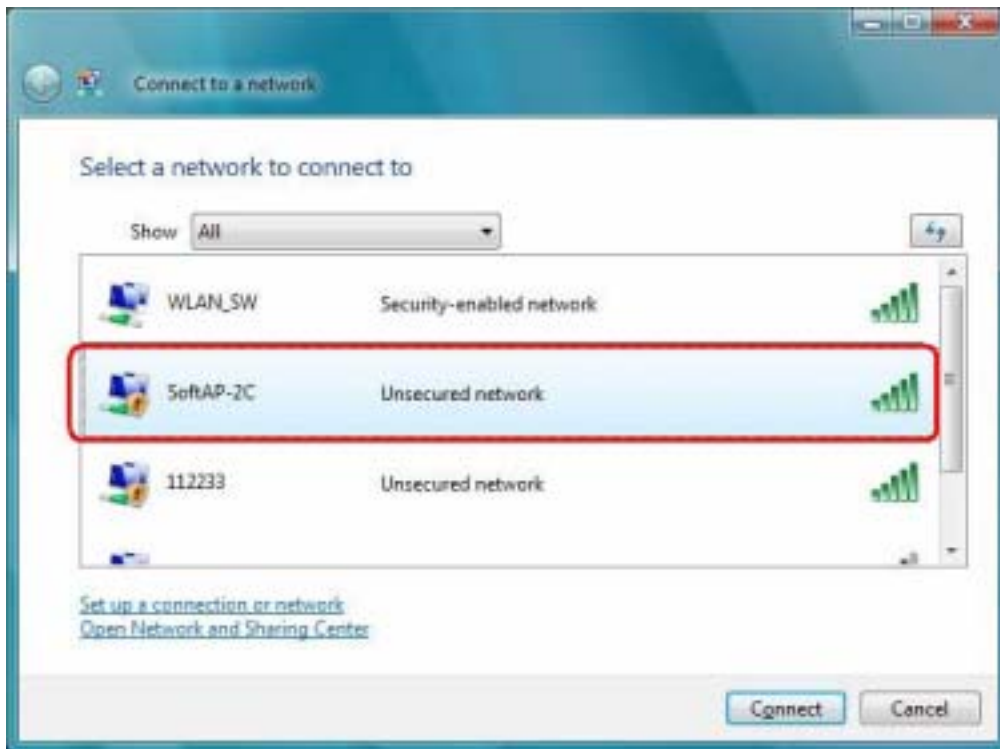 Connect to a network
Select a network to connect to
Show All
WLAN_SW Security-enabled network
SoftAP-2C Unsecured network
112233 Unsecured network
Set up a connection or network
Open Network and Sharing Center
Connect Cancel